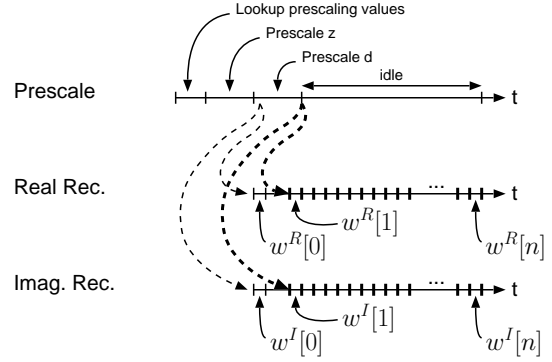 Lookup prescaling values
Prescale z
Prescale d
idle
Prescale t
Real Rec. ... t
w^R[0] w^R[1] w^R[n]
Imag. Rec. ... t
w^I[0] w^I[1] w^I[n]